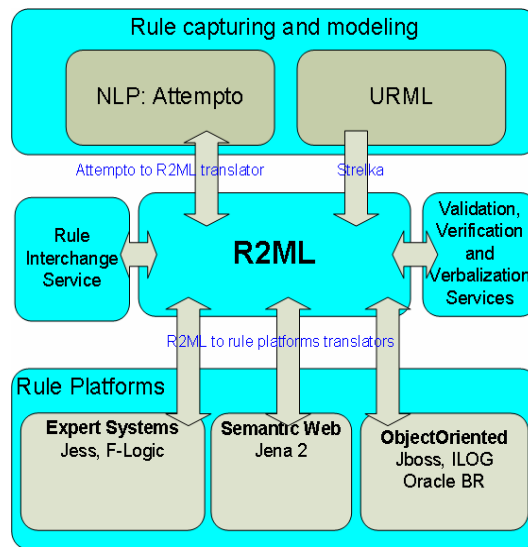 Rule capturing and modeling
NLP: Attempto
URML
Attempto to R2ML translator
Strelka
Rule
Interchange
Service
R2ML
Validation,
Verification
and
Verbalization
Services
R2ML to rule platforms translators
Rule Platforms
Expert Systems
Jess, F-Logic
Semantic Web
Jena 2
ObjectOriented
Jboss, ILOG
Oracle BR